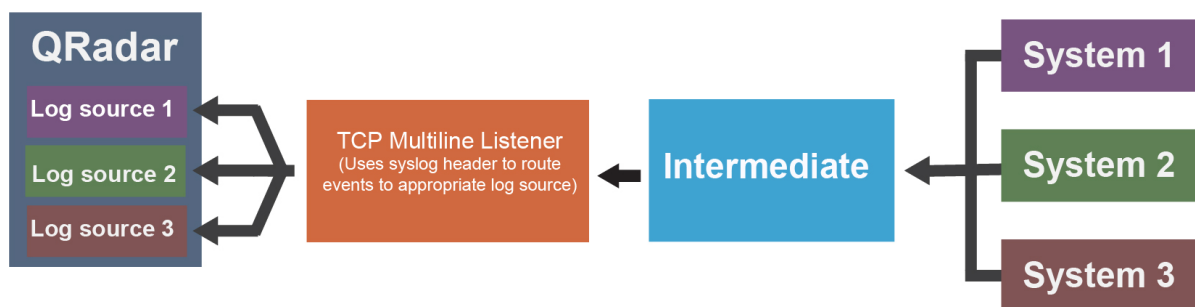 QRadar
Log source 1
Log source 2
Log source 3
TCP Multiline Listener
(Uses syslog header to route
events to appropriate log source)
Intermediate
System 1
System 2
System 3